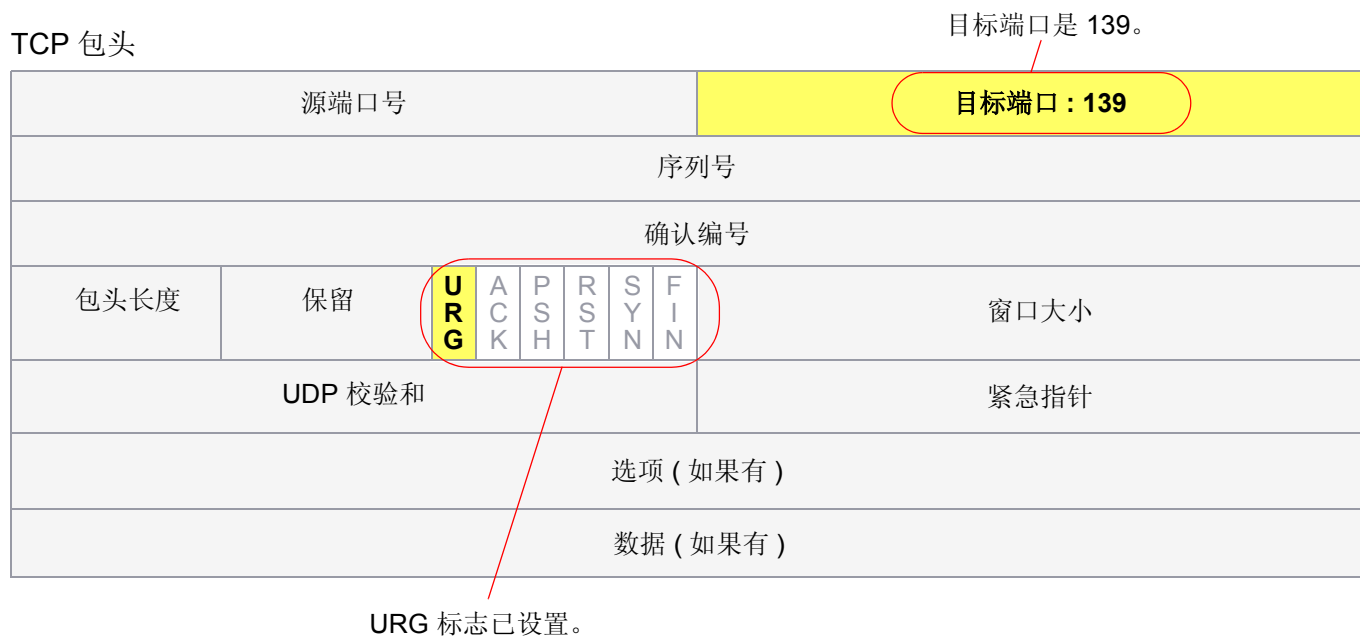 目标端口是 139。
TCP 包头
源端口号
目标端口 : 139
序列号
确认编号
包头长度
保留
URG
ACK
PSH
RST
SYN
FIN
窗口大小
UDP 校验和
紧急指针
选项 ( 如果有 )
数据 ( 如果有 )
URG 标志已设置。